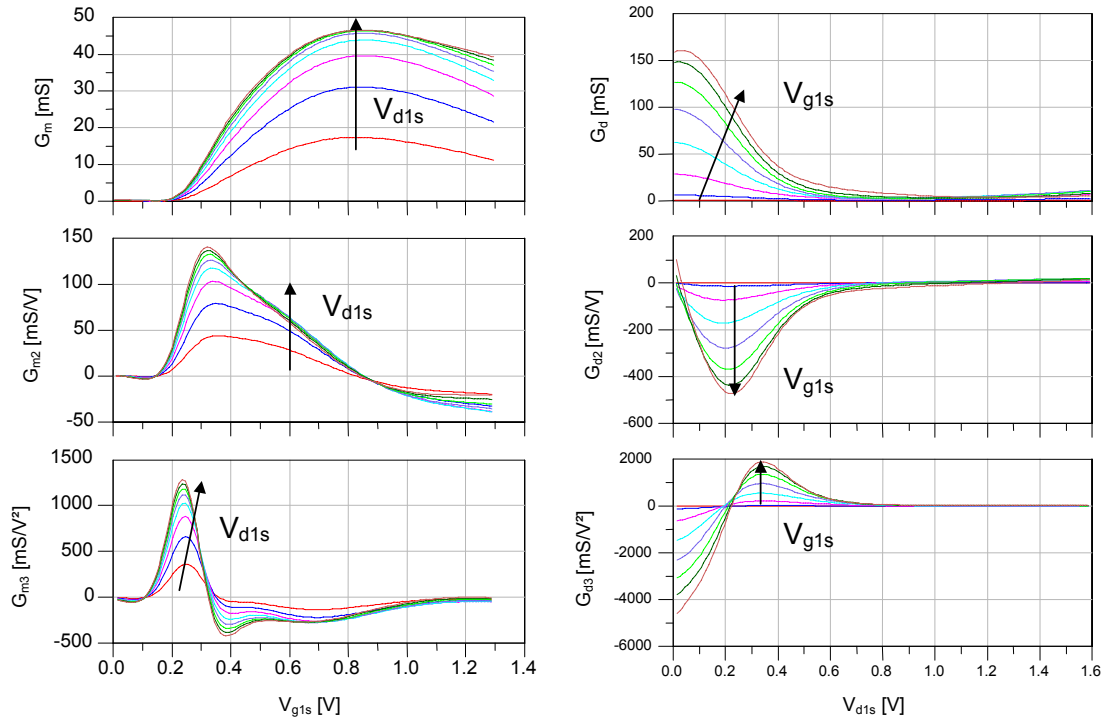 50
40
30
20
10
0
G_m [mS]
V_d1s
150
100
50
0
-50
G_m2 [mS/V]
V_d1s
1500
1000
500
0
-500
G_m3 [mS/V²]
V_d1s
0.0 0.2 0.4 0.6 0.8 1.0 1.2 1.4
V_g1s [V]
200
150
100
50
0
G_d [mS]
V_g1s
200
0
-200
-400
-600
G_d2 [mS/V]
V_g1s
2000
0
-2000
-4000
-6000
G_d3 [mS/V²]
V_g1s
0.0 0.2 0.4 0.6 0.8 1.0 1.2 1.4 1.6
V_d1s [V]